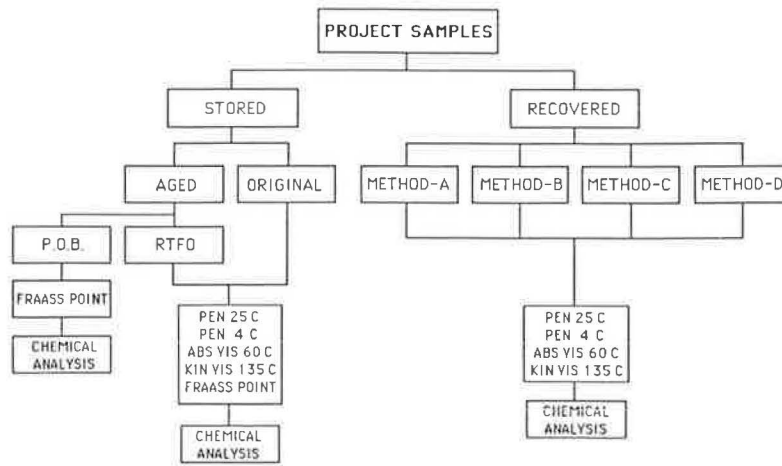 PROJECT SAMPLES
STORED
RECOVERED
AGED
ORIGINAL
METHOD-A
METHOD-B
METHOD-C
METHOD-D
P.O.B.
RTFO
FRAASS POINT
CHEMICAL
ANALYSIS
PEN 25 C
PEN 4 C
ABS VIS 60 C
KIN VIS 135 C
FRAASS POINT
CHEMICAL
ANALYSIS
PEN 25 C
PEN 4 C
ABS VIS 60 C
KIN VIS 135 C
CHEMICAL
ANALYSIS